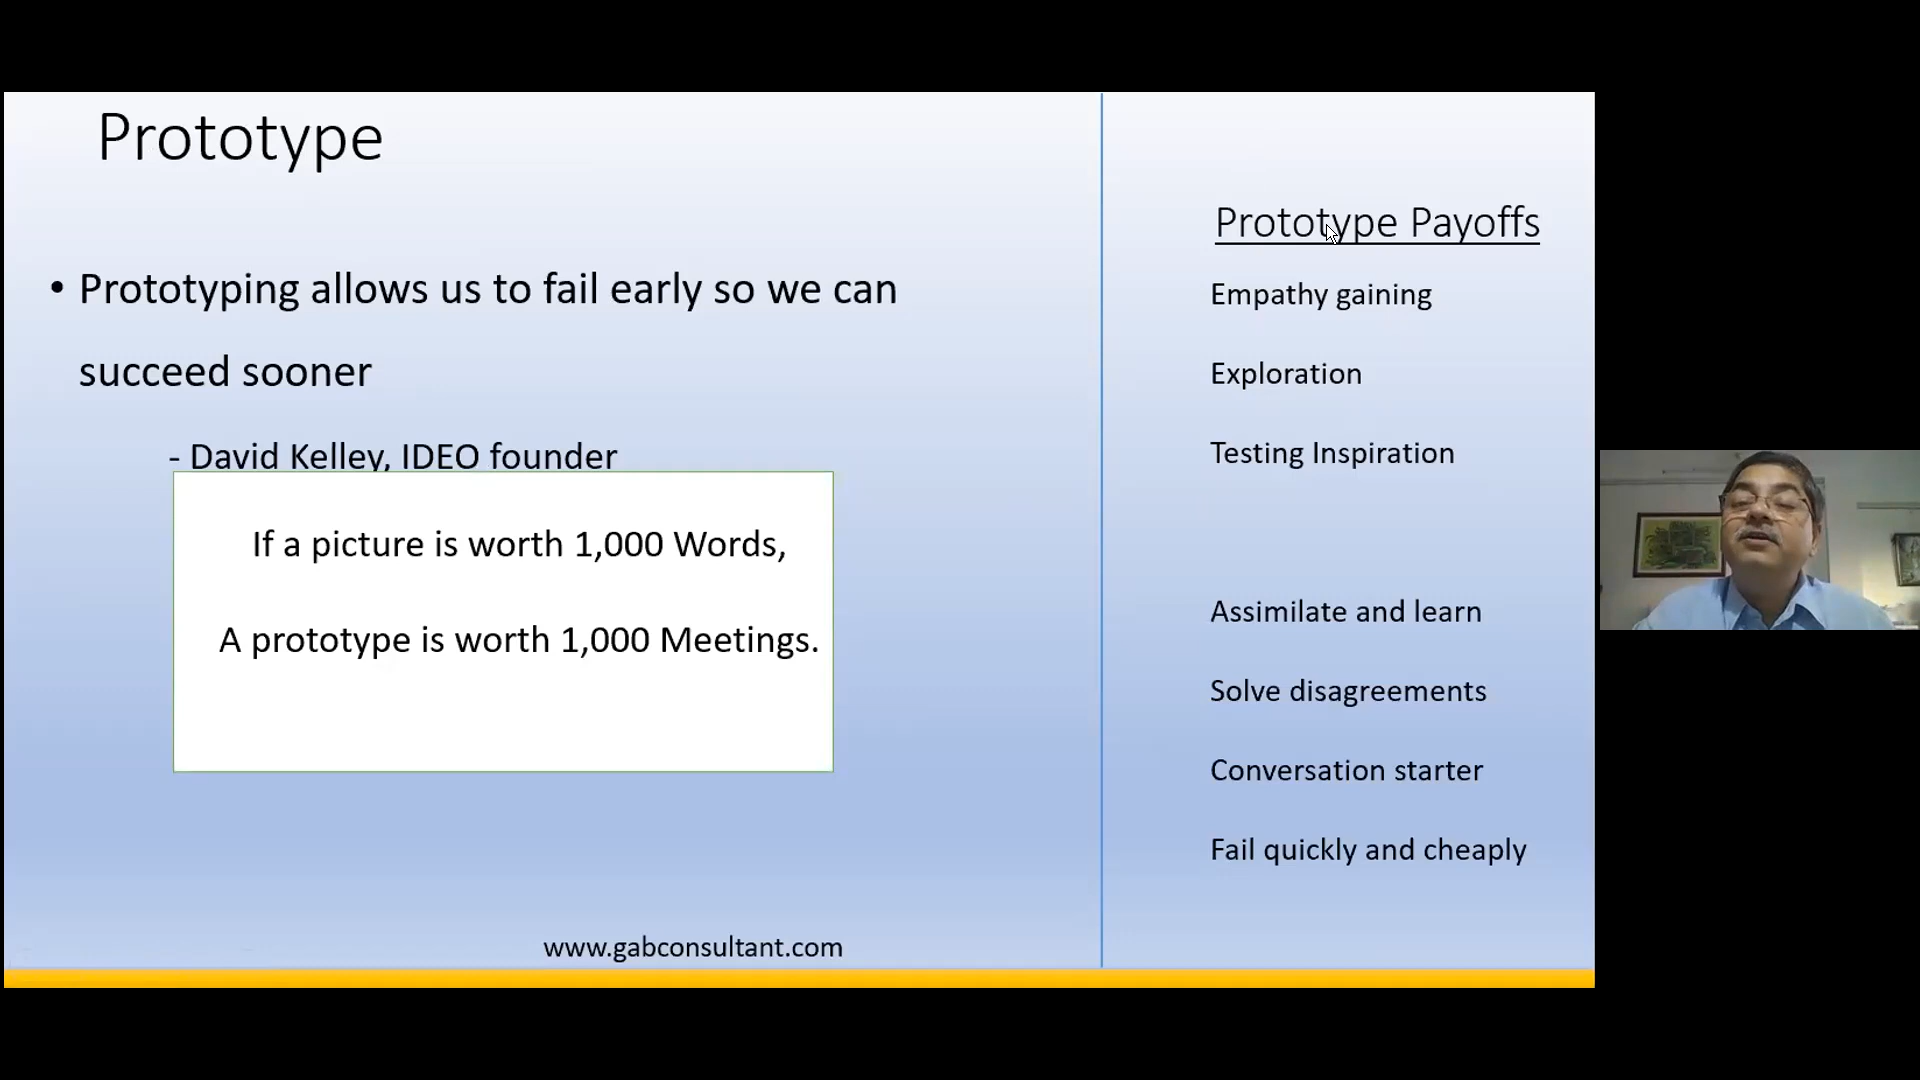 Prototype
• Prototyping allows us to fail early so we can
succeed sooner
- David Kelley, IDEO founder
If a picture is worth 1,000 Words,
A prototype is worth 1,000 Meetings.
Prototype Payoffs
Empathy gaining
Exploration
Testing Inspiration
Assimilate and learn
Solve disagreements
Conversation starter
Fail quickly and cheaply
www.gabconsultant.com